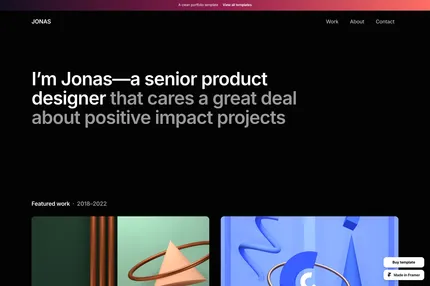 A clean portfolio template · View all templates
JONAS
Work About Contact
I'm Jonas—a senior product
designer that cares a great deal
about positive impact projects
Featured work · 2018–2022
Buy template
Made in Framer